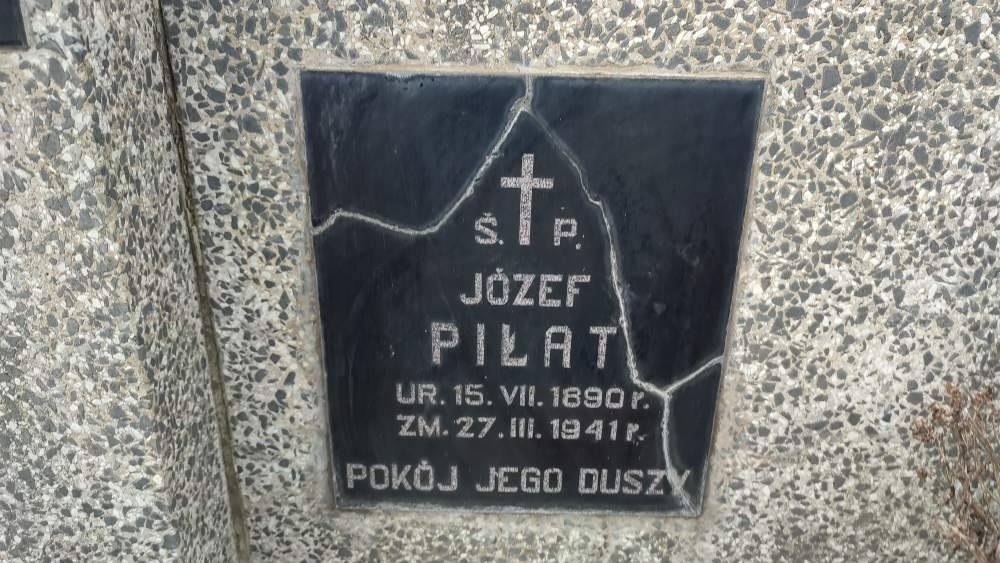 Ś. P.
JÓZEF
PIŁAT
UR. 15. VII. 1890 r.
ZM. 27. III. 1941 r.
POKÓJ JEGO DUSZY